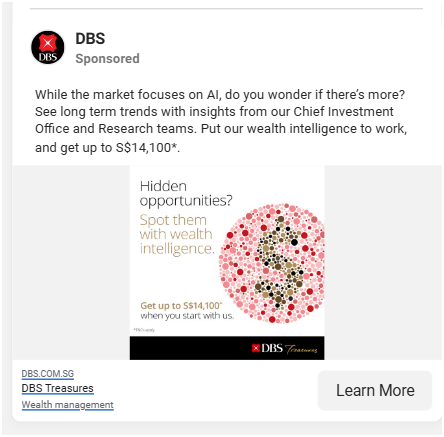 DBS
Sponsored
While the market focuses on AI, do you wonder if there's more?
See long term trends with insights from our Chief Investment
Office and Research teams. Put our wealth intelligence to work,
and get up to S$14,100*.
Hidden
opportunities?
Spot them
with wealth
intelligence.
Get up to S$14,100*
when you start with us.
*T&Cs apply
DBS Treasures
DBS.COM.SG
DBS Treasures
Wealth management
Learn More